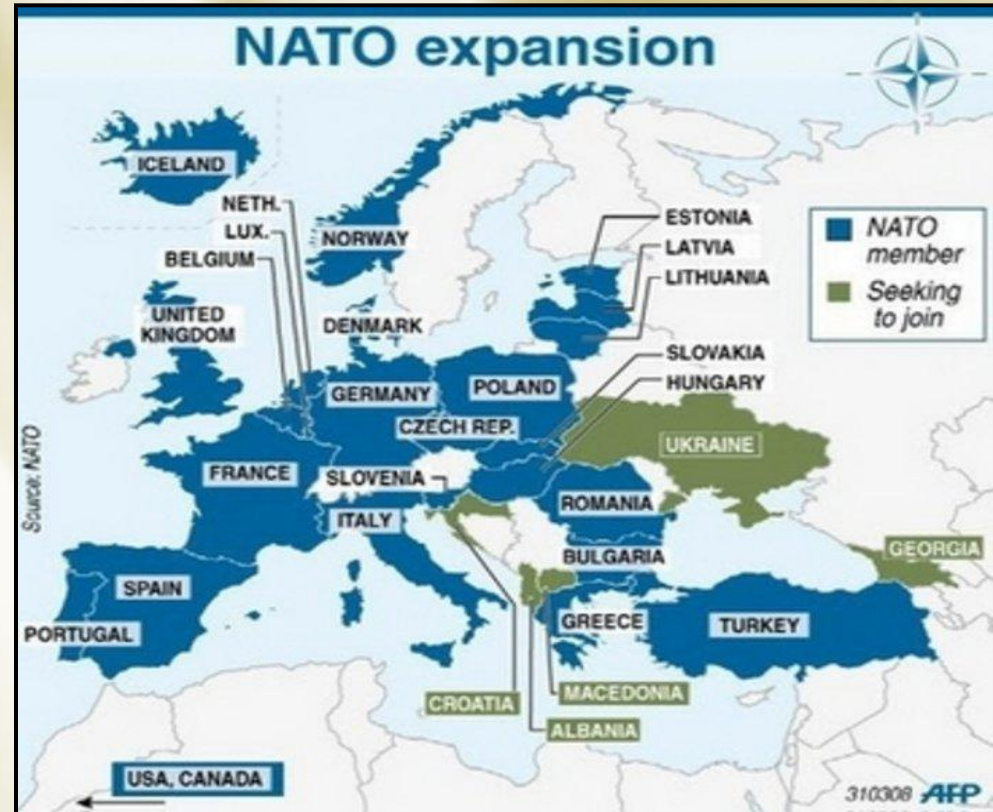 NATO expansion
ICELAND
NETH.
LUX.
BELGIUM
NORWAY
ESTONIA
LATVIA
LITHUANIA
NATO
member
Seeking
to join
UNITED
KINGDOM
DENMARK
SLOVAKIA
HUNGARY
GERMANY
POLAND
CZECH REP.
UKRAINE
FRANCE
SLOVENIA
ROMANIA
ITALY
BULGARIA
GEORGIA
SPAIN
PORTUGAL
GREECE
TURKEY
CROATIA
MACEDONIA
ALBANIA
USA, CANADA
Source: NATO
310308 AFP